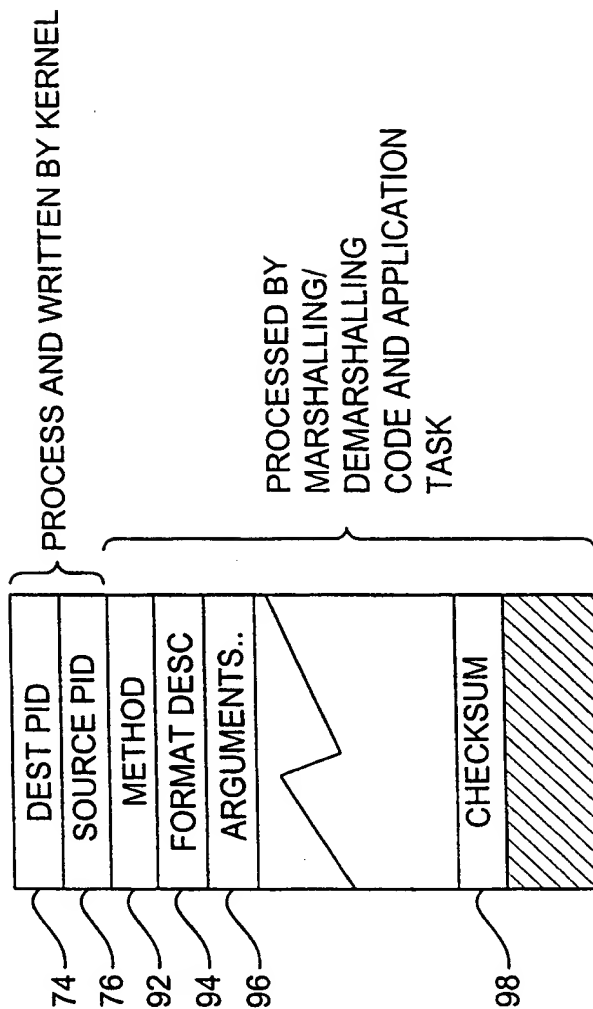 74
DEST PID
76
SOURCE PID
PROCESS AND WRITTEN BY KERNEL
92
METHOD
94
FORMAT DESC
96
ARGUMENTS..
PROCESSED BY
MARSHALLING/
DEMARSHALLING
CODE AND APPLICATION
TASK
98
CHECKSUM